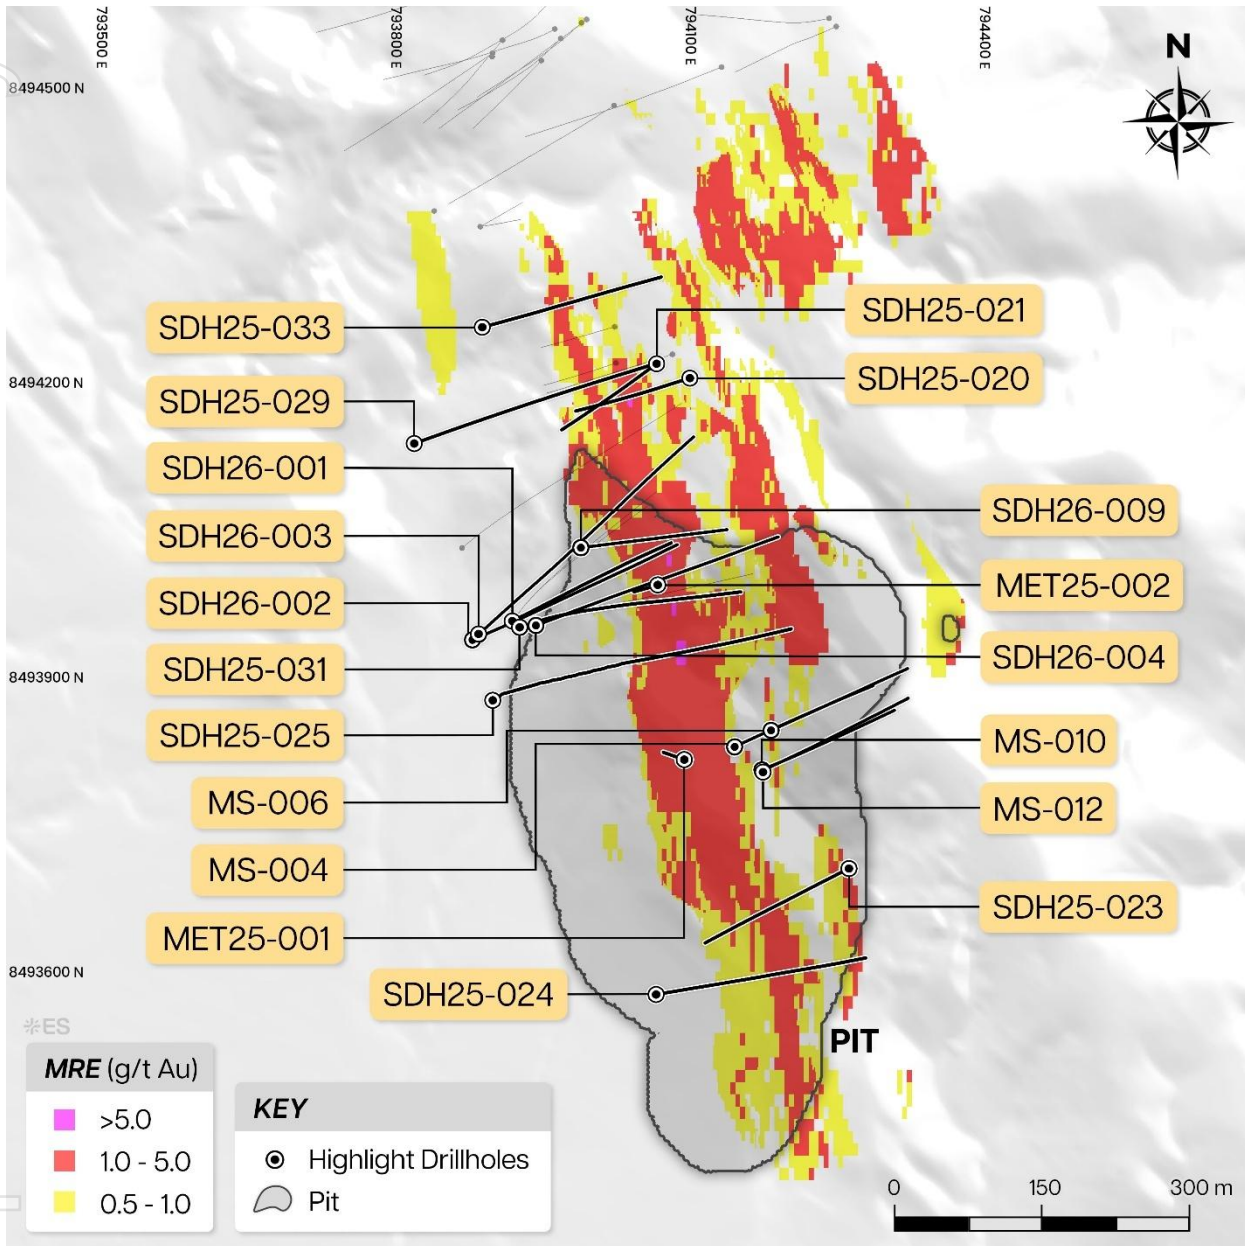 793500 E
793800 E
794100 E
794400 E
N
8494500 N
8494200 N
8493900 N
8493600 N
SDH25-033
SDH25-029
SDH26-001
SDH26-003
SDH26-002
SDH25-031
SDH25-025
MS-006
MS-004
MET25-001
SDH25-024
SDH25-021
SDH25-020
SDH26-009
MET25-002
SDH26-004
MS-010
MS-012
SDH25-023
PIT
ES
MRE (g/t Au)
>5.0
1.0 - 5.0
0.5 - 1.0
KEY
Highlight Drillholes
Pit
0 150 300 m